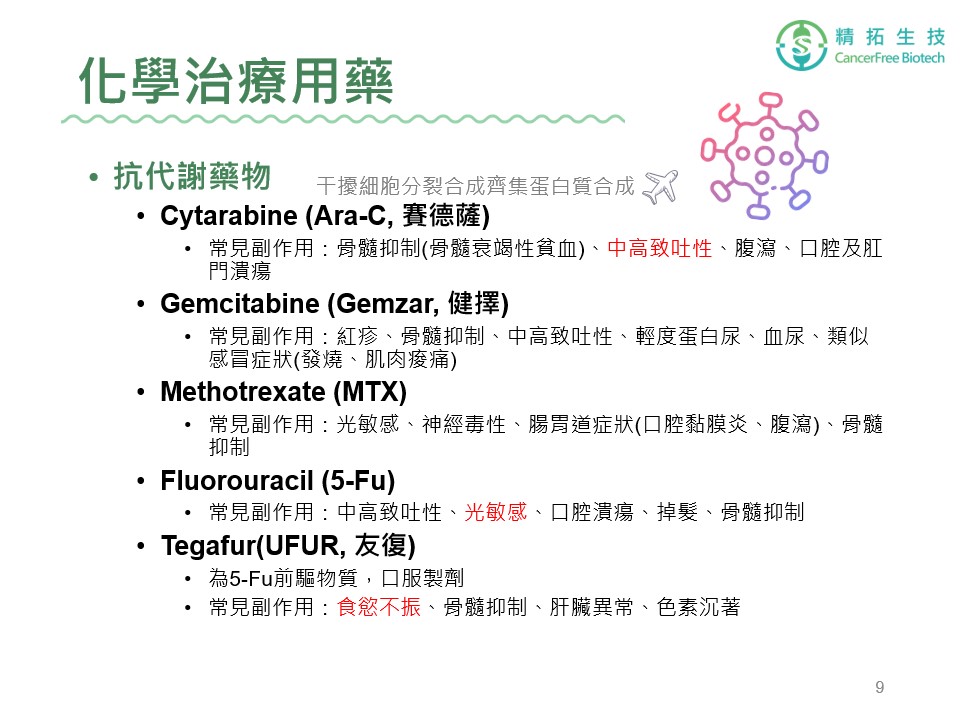 精拓生技
CancerFree Biotech
化學治療用藥
• 抗代謝藥物
干擾細胞分裂合成齊集蛋白質合成
• Cytarabine (Ara-C, 賽德薩)
• 常見副作用：骨髓抑制(骨髓衰竭性貧血)、中高致吐性、腹瀉、口腔及肛
門潰瘍
• Gemcitabine (Gemzar, 健擇)
• 常見副作用：紅疹、骨髓抑制、中高致吐性、輕度蛋白尿、血尿、類似
感冒症狀(發燒、肌肉痠痛)
• Methotrexate (MTX)
• 常見副作用：光敏感、神經毒性、腸胃道症狀(口腔黏膜炎、腹瀉)、骨髓
抑制
• Fluorouracil (5-Fu)
• 常見副作用：中高致吐性、光敏感、口腔潰瘍、掉髮、骨髓抑制
• Tegafur(UFUR, 友復)
• 為5-Fu前驅物質，口服製劑
• 常見副作用：食慾不振、骨髓抑制、肝臟異常、色素沉著
9